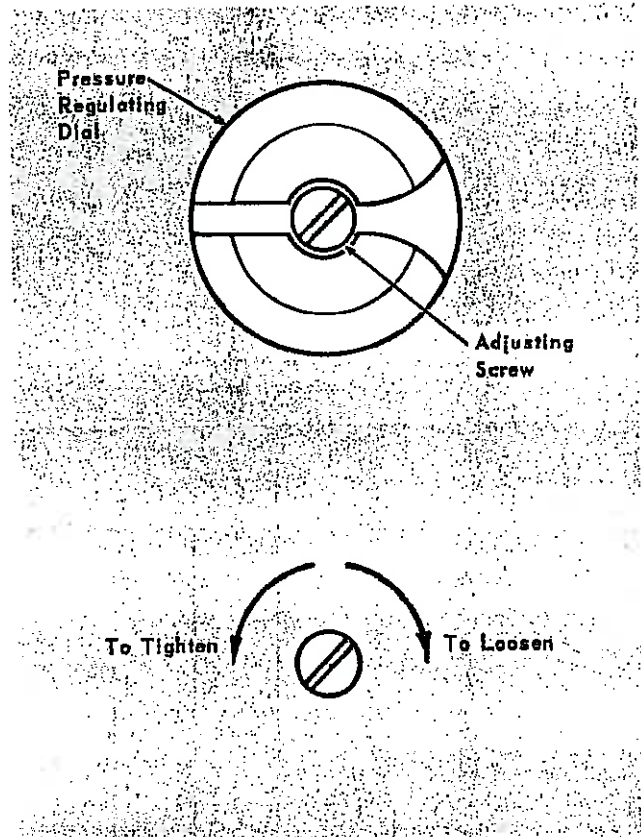 Pressure
Regulating
Dial
Adjusting
Screw
To Tighten
To Loosen